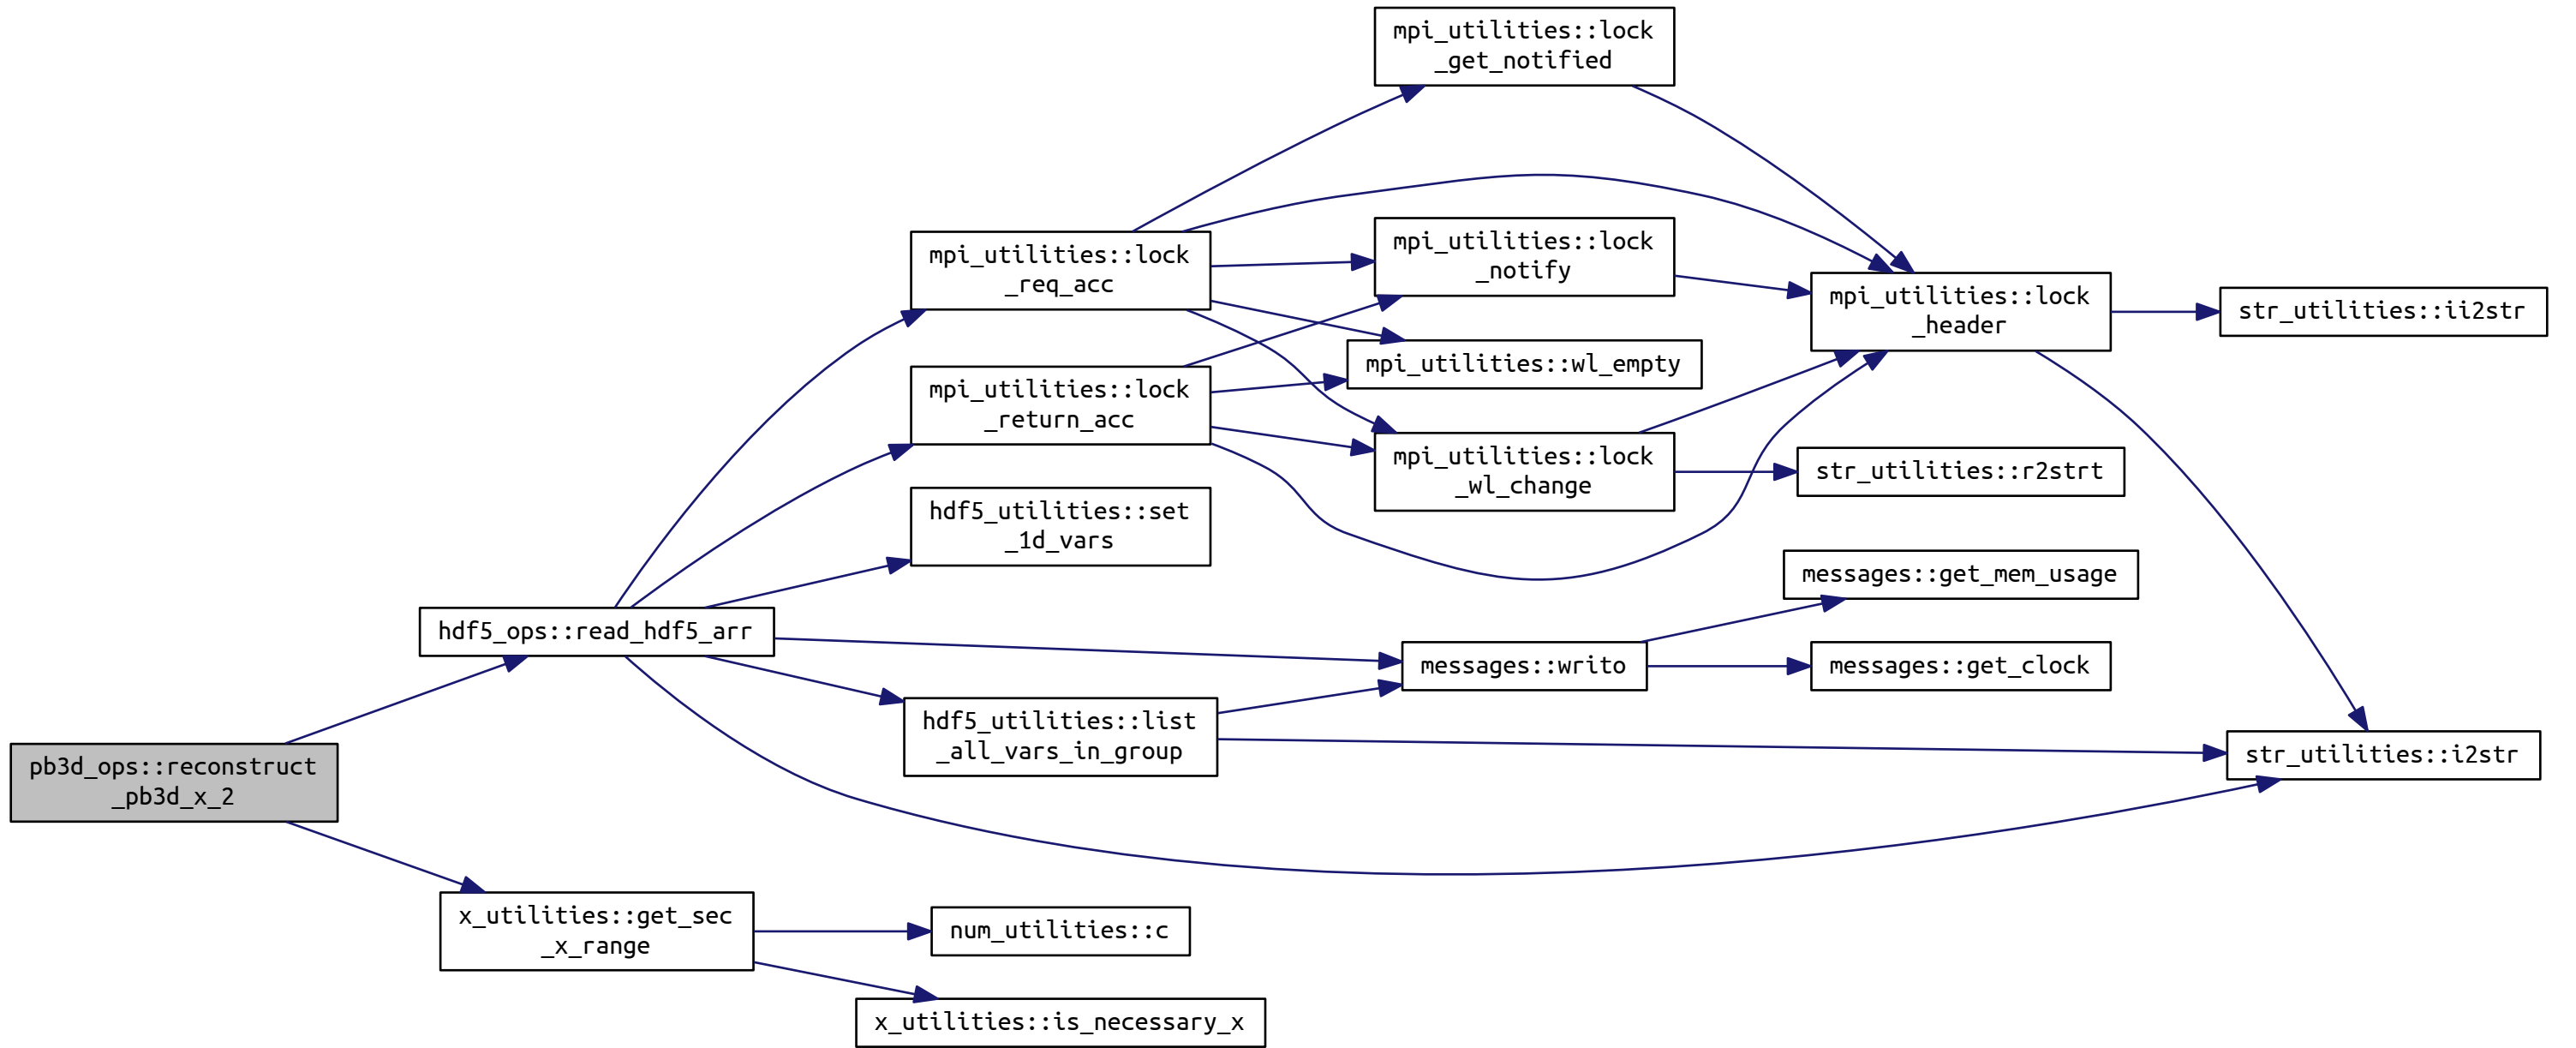 mpi_utilities::lock
_get_notified
mpi_utilities::lock
_notify
mpi_utilities::lock
_req_acc
mpi_utilities::lock
_header
str_utilities::ii2str
mpi_utilities::wl_empty
mpi_utilities::lock
_return_acc
mpi_utilities::lock
_wl_change
str_utilities::r2strt
hdf5_utilities::set
_1d_vars
messages::get_mem_usage
hdf5_ops::read_hdf5_arr
messages::writo
messages::get_clock
hdf5_utilities::list
_all_vars_in_group
str_utilities::i2str
pb3d_ops::reconstruct
_pb3d_x_2
x_utilities::get_sec
_x_range
num_utilities::c
x_utilities::is_necessary_x